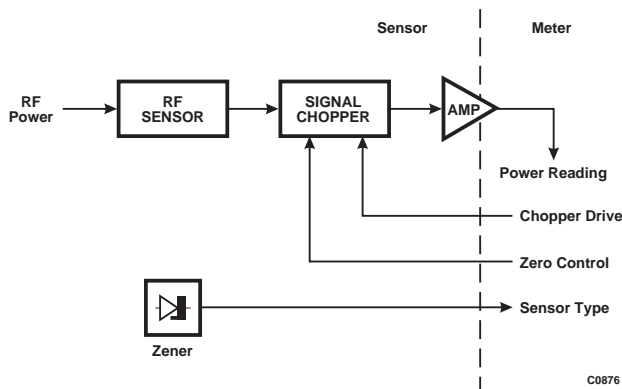 Sensor
Meter
RF
Power
RF
SENSOR
SIGNAL
CHOPPER
AMP
Power Reading
Chopper Drive
Zero Control
Sensor Type
Zener
C0876